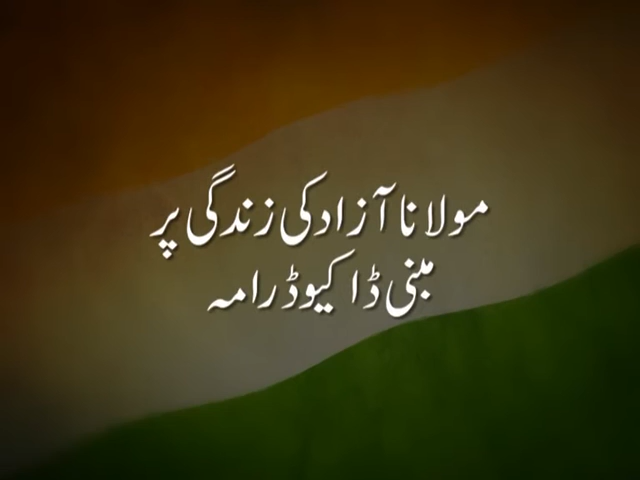 مولانا آزاد کی زندگی پر
مبنی ڈاکیوڈرامہ